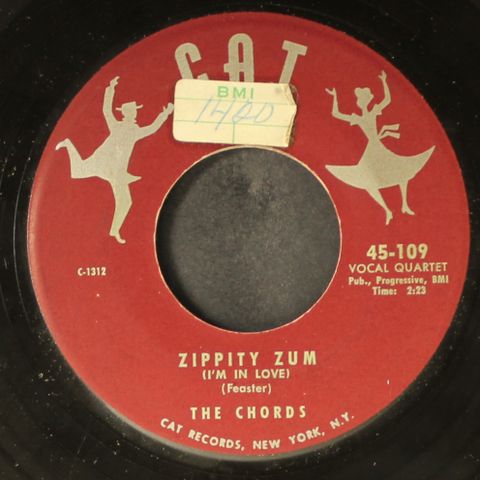 CAT
BMI
1460
C-1312
45-109
VOCAL QUARTET
Pub., Progressive, BMI
Time: 2:23
ZIPPITY ZUM
(I'M IN LOVE)
(Feaster)
THE CHORDS
CAT RECORDS, NEW YORK, N.Y.